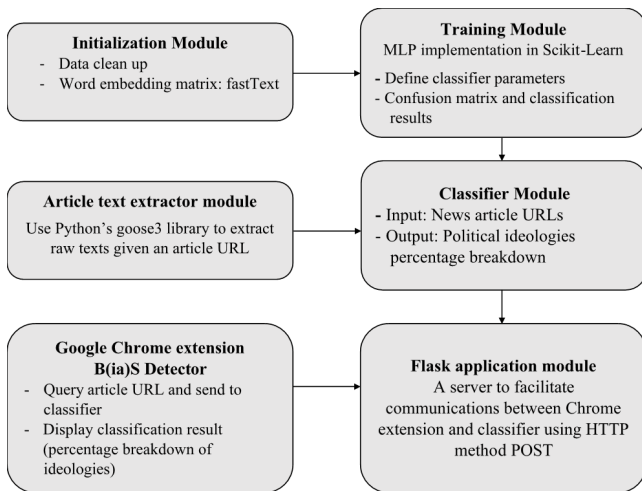 Initialization Module
- Data clean up
- Word embedding matrix: fastText
Training Module
MLP implementation in Scikit-Learn
- Define classifier parameters
- Confusion matrix and classification
results
Article text extractor module
Use Python's goose3 library to extract
raw texts given an article URL
Classifier Module
- Input: News article URLs
- Output: Political ideologies
percentage breakdown
Google Chrome extension
B(ia)S Detector
- Query article URL and send to
classifier
- Display classification result
(percentage breakdown of
ideologies)
Flask application module
A server to facilitate
communications between Chrome
extension and classifier using HTTP
method POST